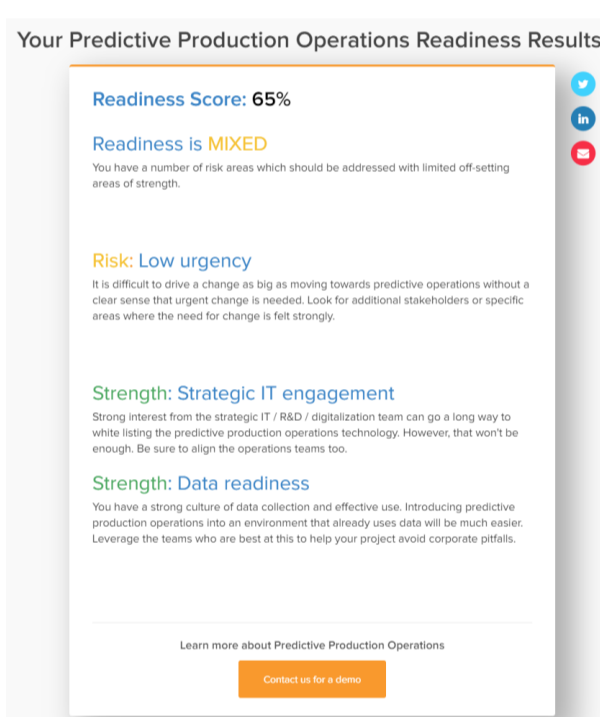 Your Predictive Production Operations Readiness Results
Readiness Score: 65%
Readiness is MIXED
You have a number of risk areas which should be addressed with limited off-setting
areas of strength.
Risk: Low urgency
It is difficult to drive a change as big as moving towards predictive operations without a
clear sense that urgent change is needed. Look for additional stakeholders or specific
areas where the need for change is felt strongly.
Strength: Strategic IT engagement
Strong interest from the strategic IT / R&D / digitalization team can go a long way to
white listing the predictive production operations technology. However, that won't be
enough. Be sure to align the operations teams too.
Strength: Data readiness
You have a strong culture of data collection and effective use. Introducing predictive
production operations into an environment that already uses data will be much easier.
Leverage the teams who are best at this to help your project avoid corporate pitfalls.
Learn more about Predictive Production Operations
Contact us for a demo
in